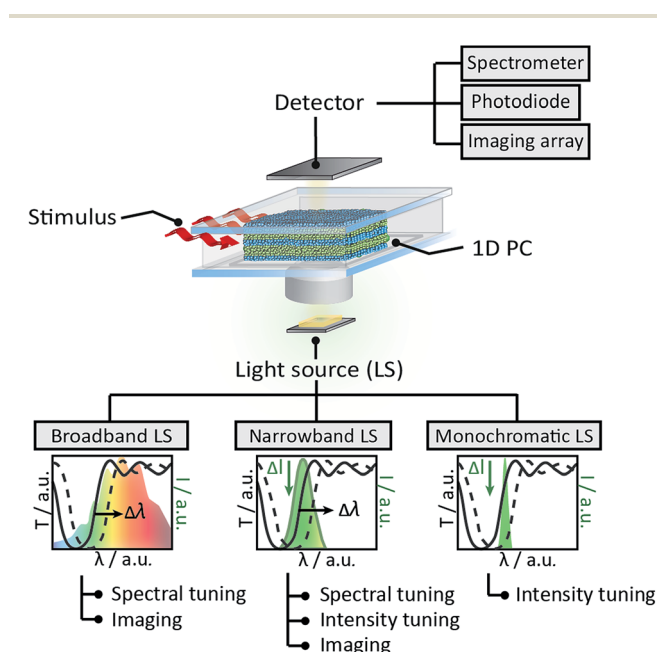 Spectrometer
Detector
Photodiode
Imaging array
Stimulus
1D PC
Light source (LS)
Broadband LS
Narrowband LS
Monochromatic LS
T / a.u.
Δλ
I / a.u.
λ / a.u.
T / a.u.
ΔI
Δλ
I / a.u.
λ / a.u.
T / a.u.
ΔI
I / a.u.
λ / a.u.
Spectral tuning
Imaging
Spectral tuning
Intensity tuning
Imaging
Intensity tuning